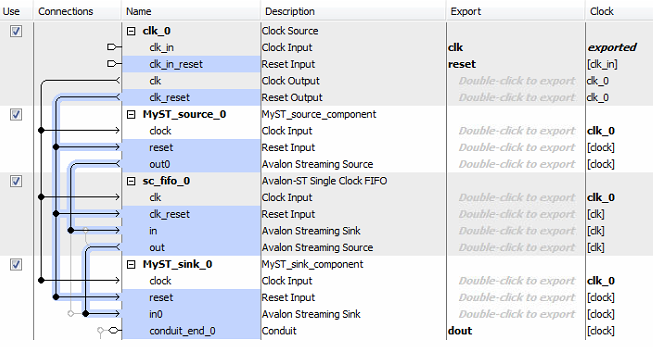 Use Connections Name Description Export Clock
clk_0 Clock Source
clk_in Clock Input clk exported
clk_in_reset Reset Input reset [clk_in]
clk Clock Output Double-click to export clk_0
clk_reset Reset Output Double-click to export clk_0
MyST_source_0 MyST_source_component
clock Clock Input Double-click to export clk_0
reset Reset Input Double-click to export [clock]
out0 Avalon Streaming Source Double-click to export [clock]
sc_fifo_0 Avalon-ST Single Clock FIFO
clk Clock Input Double-click to export clk_0
clk_reset Reset Input Double-click to export [clk]
in Avalon Streaming Sink Double-click to export [clk]
out Avalon Streaming Source Double-click to export [clk]
MyST_sink_0 MyST_sink_component
clock Clock Input Double-click to export clk_0
reset Reset Input Double-click to export [clock]
in0 Avalon Streaming Sink Double-click to export [clock]
conduit_end_0 Conduit dout [clock]